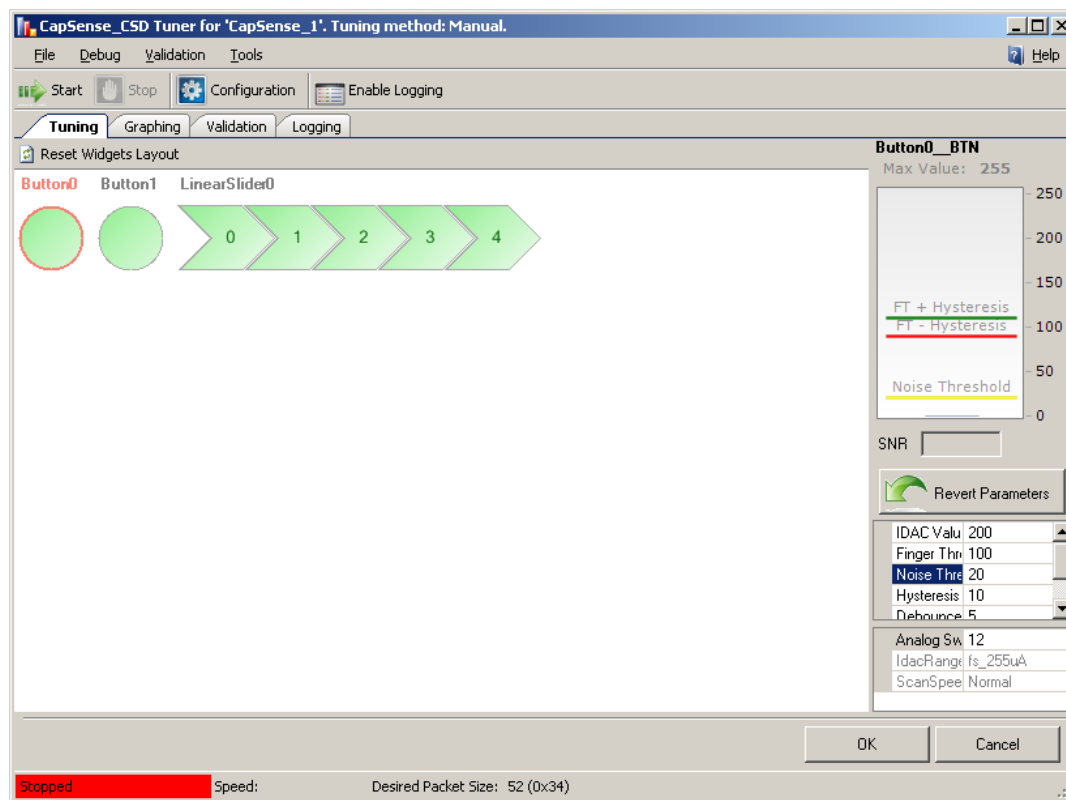 CapSense_CSD Tuner for 'CapSense_1'. Tuning method: Manual.
File Debug Validation Tools Help
Start Stop Configuration Enable Logging
Tuning Graphing Validation Logging
Reset Widgets Layout
Button0 Button1 LinearSlider0
0 1 2 3 4
Button0__BTN
Max Value: 255
250
200
150
FT + Hysteresis
FT - Hysteresis
100
50
Noise Threshold
0
SNR
Revert Parameters
IDAC Valu 200
Finger Thr 100
Noise Thre 20
Hysteresis 10
Debounce 5
Analog Sw 12
IdacRange fs_255uA
ScanSpee Normal
OK Cancel
Stopped Speed: Desired Packet Size: 52 (0x34)